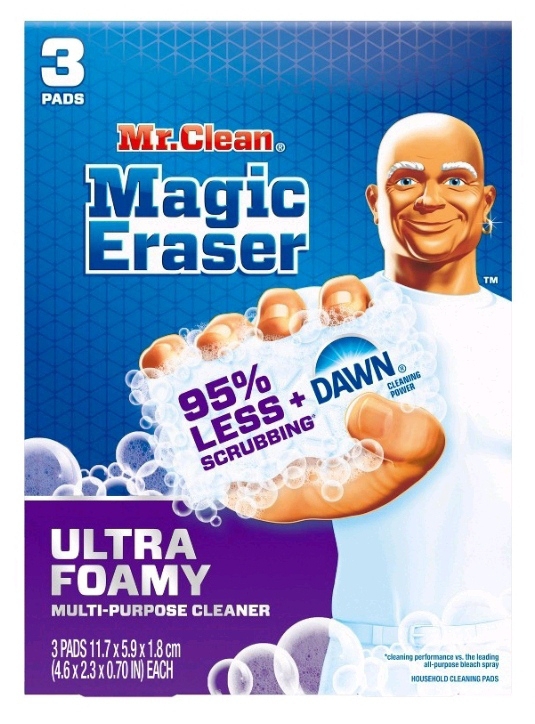 3
PADS
Mr.Clean®
Magic
Eraser
TM
95%
LESS +
SCRUBBING*
DAWN®
CLEANING
POWER
ULTRA
FOAMY
MULTI-PURPOSE CLEANER
3 PADS 11.7 x 5.9 x 1.8 cm
(4.6 x 2.3 x 0.70 IN) EACH
*cleaning performance vs. the leading
all-purpose bleach spray
HOUSEHOLD CLEANING PADS